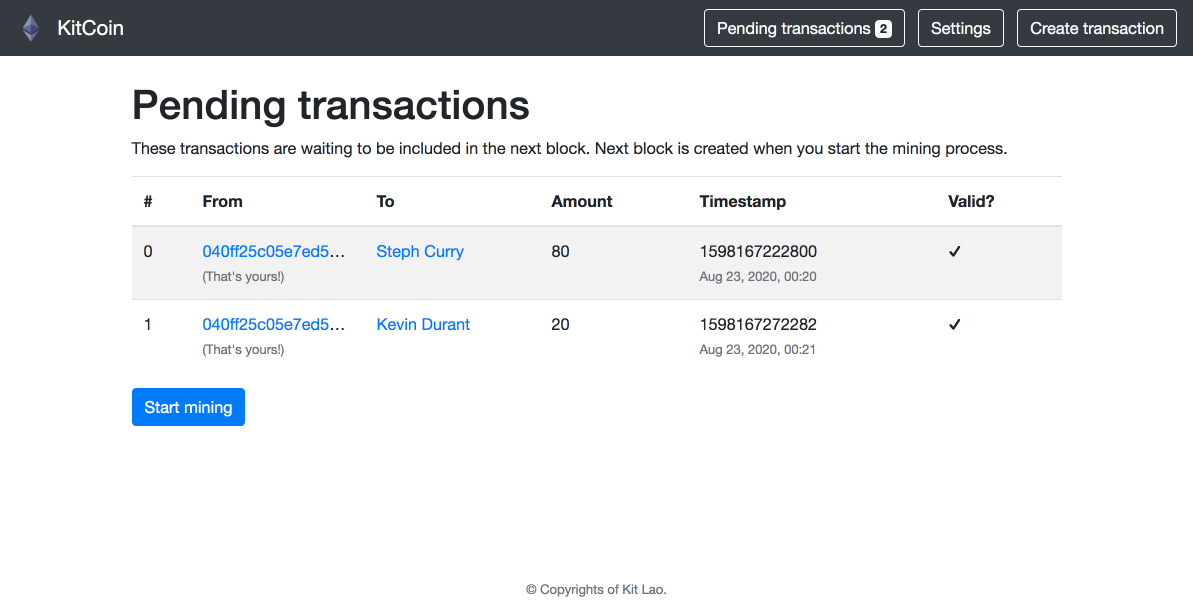 KitCoin
Pending transactions 2
Settings
Create transaction
Pending transactions
These transactions are waiting to be included in the next block. Next block is created when you start the mining process.
# From To Amount Timestamp Valid?
0 040ff25c05e7ed5... Steph Curry 80 1598167222800 ✔
(That's yours!) Aug 23, 2020, 00:20
1 040ff25c05e7ed5... Kevin Durant 20 1598167272282 ✔
(That's yours!) Aug 23, 2020, 00:21
Start mining
© Copyrights of Kit Lao.